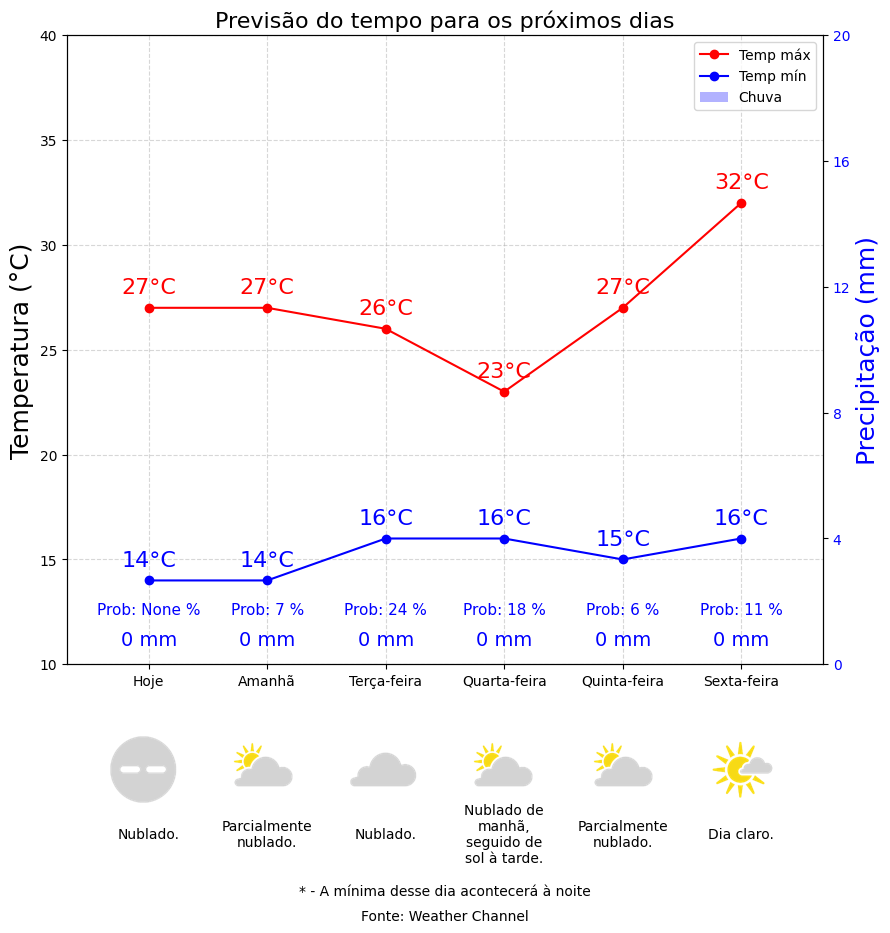 Previsão do tempo para os próximos dias
Temp máx
Temp mín
Chuva
Temperatura (°C)
Precipitação (mm)
40
35
30
25
20
15
10
20
16
12
8
4
0
27°C 27°C 26°C 23°C 27°C 32°C
14°C 14°C 16°C 16°C 15°C 16°C
Prob: None % Prob: 7 % Prob: 24 % Prob: 18 % Prob: 6 % Prob: 11 %
0 mm 0 mm 0 mm 0 mm 0 mm 0 mm
Hoje Amanhã Terça-feira Quarta-feira Quinta-feira Sexta-feira
Nublado.
Parcialmente
nublado.
Nublado.
Nublado de
manhã,
seguido de
sol à tarde.
Parcialmente
nublado.
Dia claro.
* - A mínima desse dia acontecerá à noite
Fonte: Weather Channel